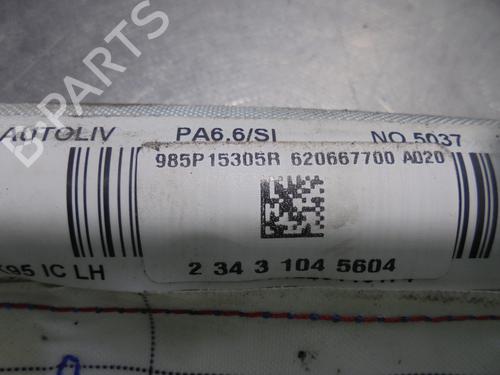 B-PARTS
AUTOLIV PA6.6/SI NO.5037
985P15305R 620667700 A020
2 34 3 104 5604
X95 IC LH